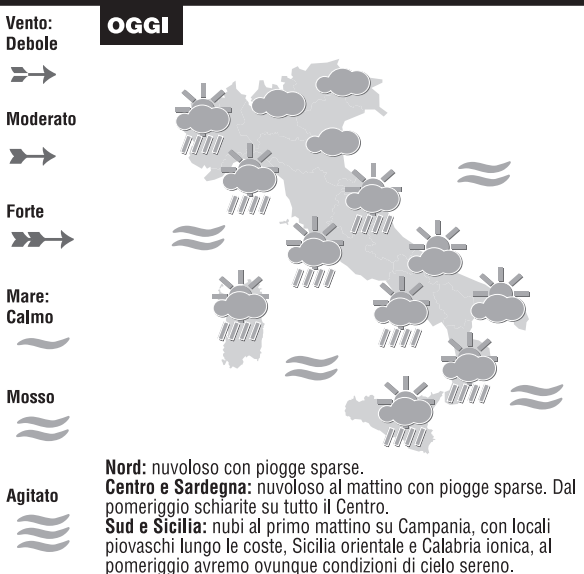 Vento:
Debole
Moderato
Forte
Mare:
Calmo
Mosso
Agitato
OGGI
Nord: nuvoloso con piogge sparse.
Centro e Sardegna: nuvoloso al mattino con piogge sparse. Dal
pomeriggio schiarite su tutto il Centro.
Sud e Sicilia: nubi al primo mattino su Campania, con locali
piovaschi lungo le coste, Sicilia orientale e Calabria ionica, al
pomeriggio avremo ovunque condizioni di cielo sereno.